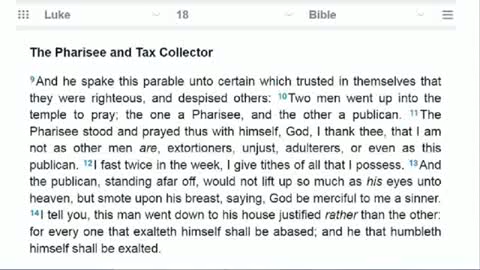 Luke 18 Bible
The Pharisee and Tax Collector
9And he spake this parable unto certain which trusted in themselves that
they were righteous, and despised others: 10Two men went up into the
temple to pray; the one a Pharisee, and the other a publican. 11The
Pharisee stood and prayed thus with himself, God, I thank thee, that I am
not as other men are, extortioners, unjust, adulterers, or even as this
publican. 12I fast twice in the week, I give tithes of all that I possess. 13And
the publican, standing afar off, would not lift up so much as his eyes unto
heaven, but smote upon his breast, saying, God be merciful to me a sinner.
14I tell you, this man went down to his house justified rather than the other:
for every one that exalteth himself shall be abased; and he that humbleth
himself shall be exalted.